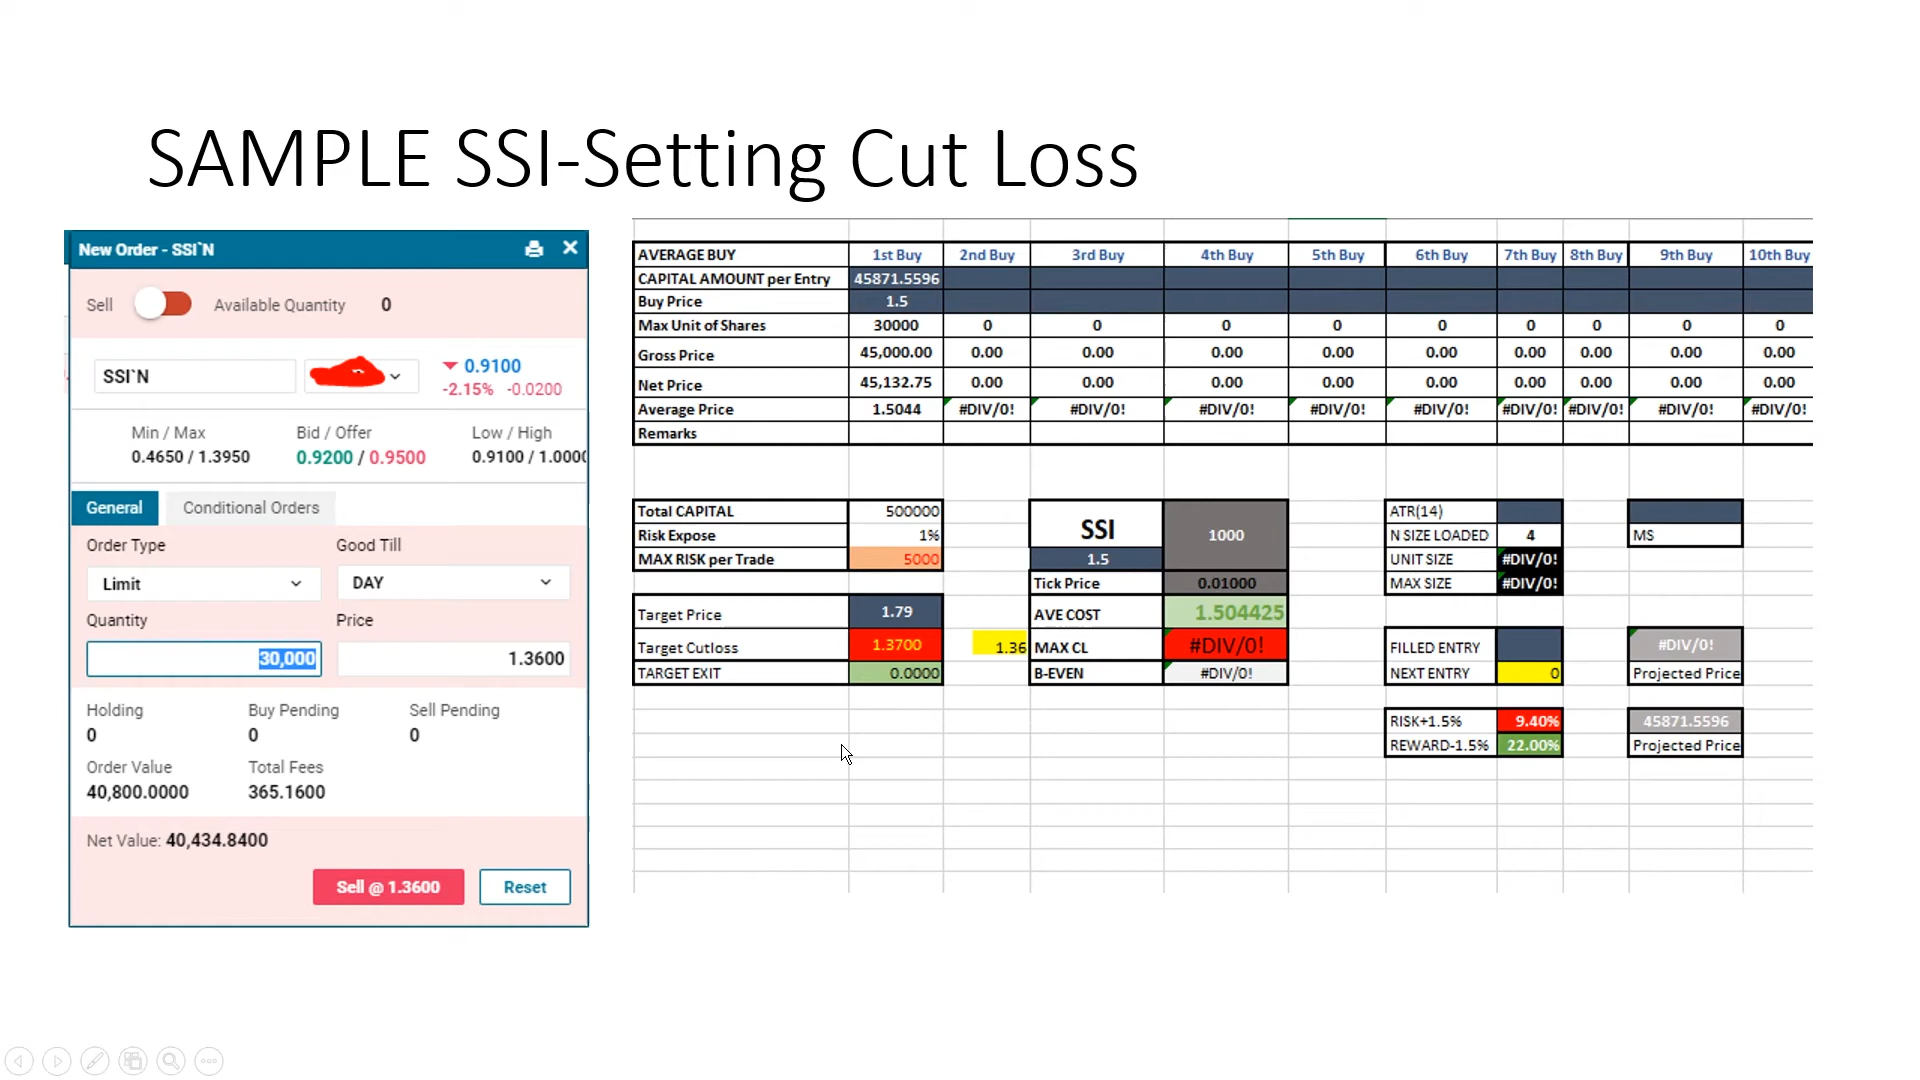 SAMPLE SSI-Setting Cut Loss
New Order - SSI`N
Sell Available Quantity 0
SSI`N
0.9100
-2.15% -0.0200
Min / Max Bid / Offer Low / High
0.4650 / 1.3950 0.9200 / 0.9500 0.9100 / 1.0000
General Conditional Orders
Order Type Good Till
Limit DAY
Quantity Price
30,000 1.3600
Holding Buy Pending Sell Pending
0 0 0
Order Value Total Fees
40,800.0000 365.1600
Net Value: 40,434.8400
Sell @ 1.3600 Reset
AVERAGE BUY 1st Buy 2nd Buy 3rd Buy 4th Buy 5th Buy 6th Buy 7th Buy 8th Buy 9th Buy 10th Buy
CAPITAL AMOUNT per Entry 45871.5596
Buy Price 1.5
Max Unit of Shares 30000 0 0 0 0 0 0 0 0 0
Gross Price 45,000.00 0.00 0.00 0.00 0.00 0.00 0.00 0.00 0.00 0.00
Net Price 45,132.75 0.00 0.00 0.00 0.00 0.00 0.00 0.00 0.00 0.00
Average Price 1.5044 #DIV/0! #DIV/0! #DIV/0! #DIV/0! #DIV/0! #DIV/0! #DIV/0! #DIV/0! #DIV/0!
Remarks
Total CAPITAL 500000
Risk Expose 1%
MAX RISK per Trade 5000
SSI 1000
1.5
Tick Price 0.01000
AVE COST 1.504425
MAX CL #DIV/0!
B-EVEN #DIV/0!
Target Price 1.79
Target Cutloss 1.3700 1.36
TARGET EXIT 0.0000
ATR(14)
N SIZE LOADED 4
UNIT SIZE #DIV/0!
MAX SIZE #DIV/0!
MS
FILLED ENTRY
NEXT ENTRY 0
#DIV/0!
Projected Price
RISK+1.5% 9.40%
REWARD-1.5% 22.00%
45871.5596
Projected Price